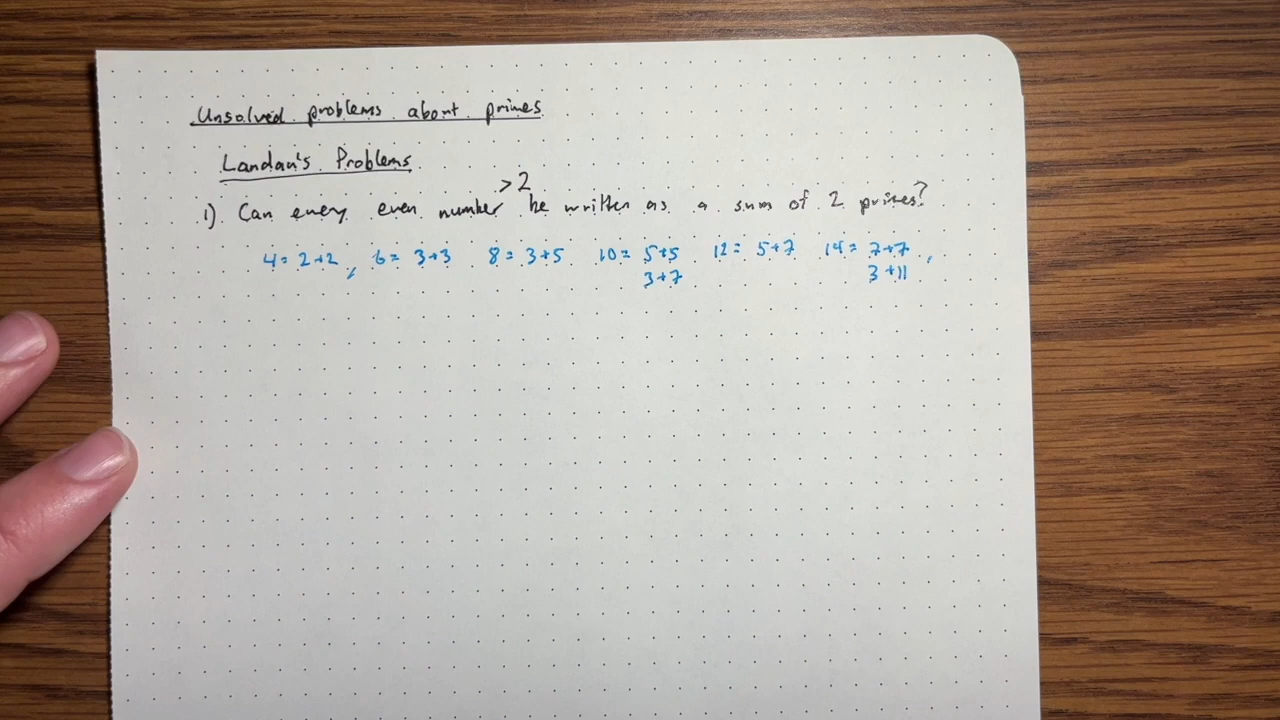 Unsolved problems about primes
Landau's Problems
>2
1) Can every even number be written as a sum of 2 primes?
4 = 2+2, 6 = 3+3 8 = 3+5 10 = 5+5 12 = 5+7 14 = 7+7,
3+7 3+11